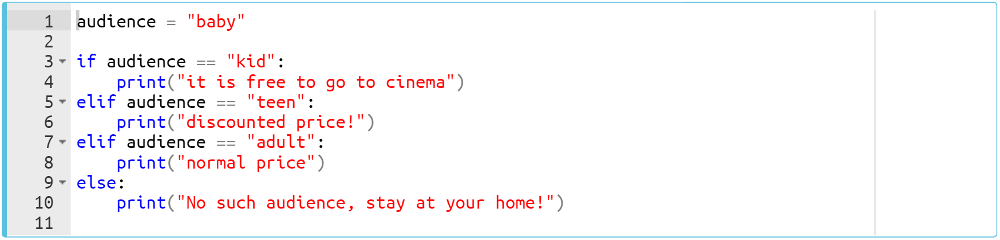 1 audience = "baby"
2
3 if audience == "kid":
4     print("it is free to go to cinema")
5 elif audience == "teen":
6     print("discounted price!")
7 elif audience == "adult":
8     print("normal price")
9 else:
10     print("No such audience, stay at your home!")
11